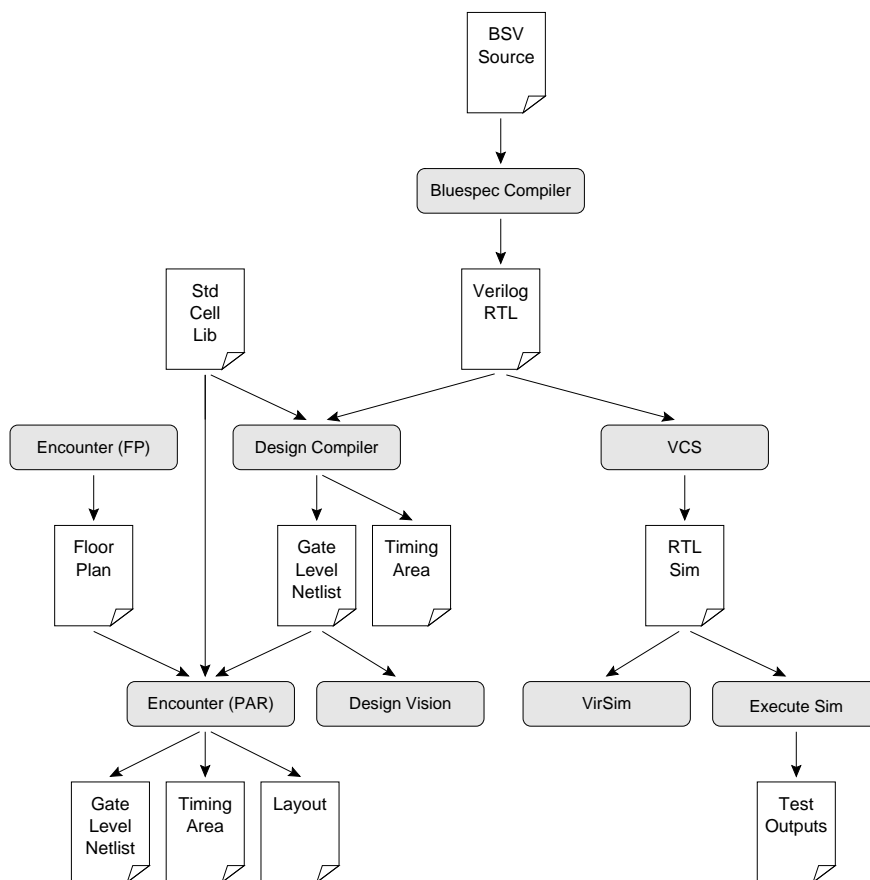 BSV
Source
Bluespec Compiler
Std
Cell
Lib
Verilog
RTL
Encounter (FP)
Design Compiler
VCS
Floor
Plan
Gate
Level
Netlist
Timing
Area
RTL
Sim
Encounter (PAR)
Design Vision
VirSim
Execute Sim
Gate
Level
Netlist
Timing
Area
Layout
Test
Outputs